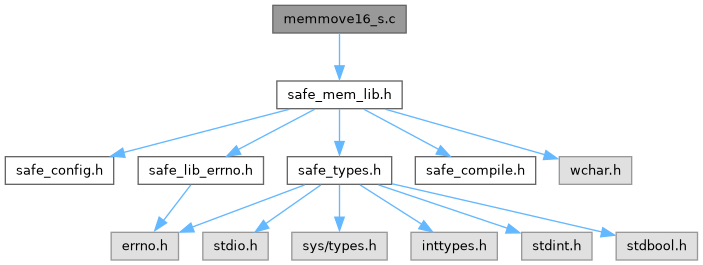 memmove16_s.c
safe_mem_lib.h
safe_config.h
safe_lib_errno.h
safe_types.h
safe_compile.h
wchar.h
errno.h
stdio.h
sys/types.h
inttypes.h
stdint.h
stdbool.h